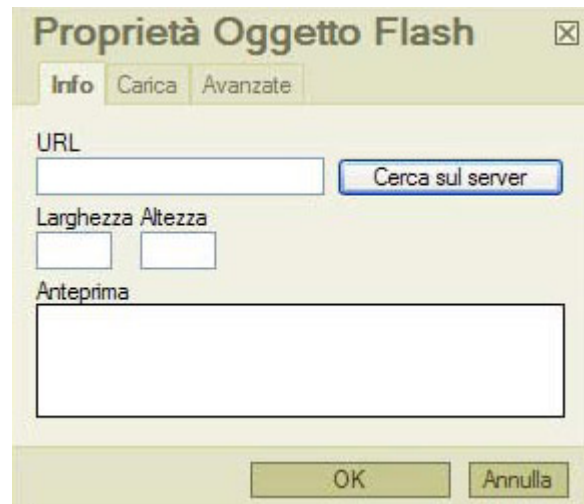 Proprietà Oggetto Flash
Info Carica Avanzate
URL
Cerca sul server
Larghezza Altezza
Anteprima
OK Annulla